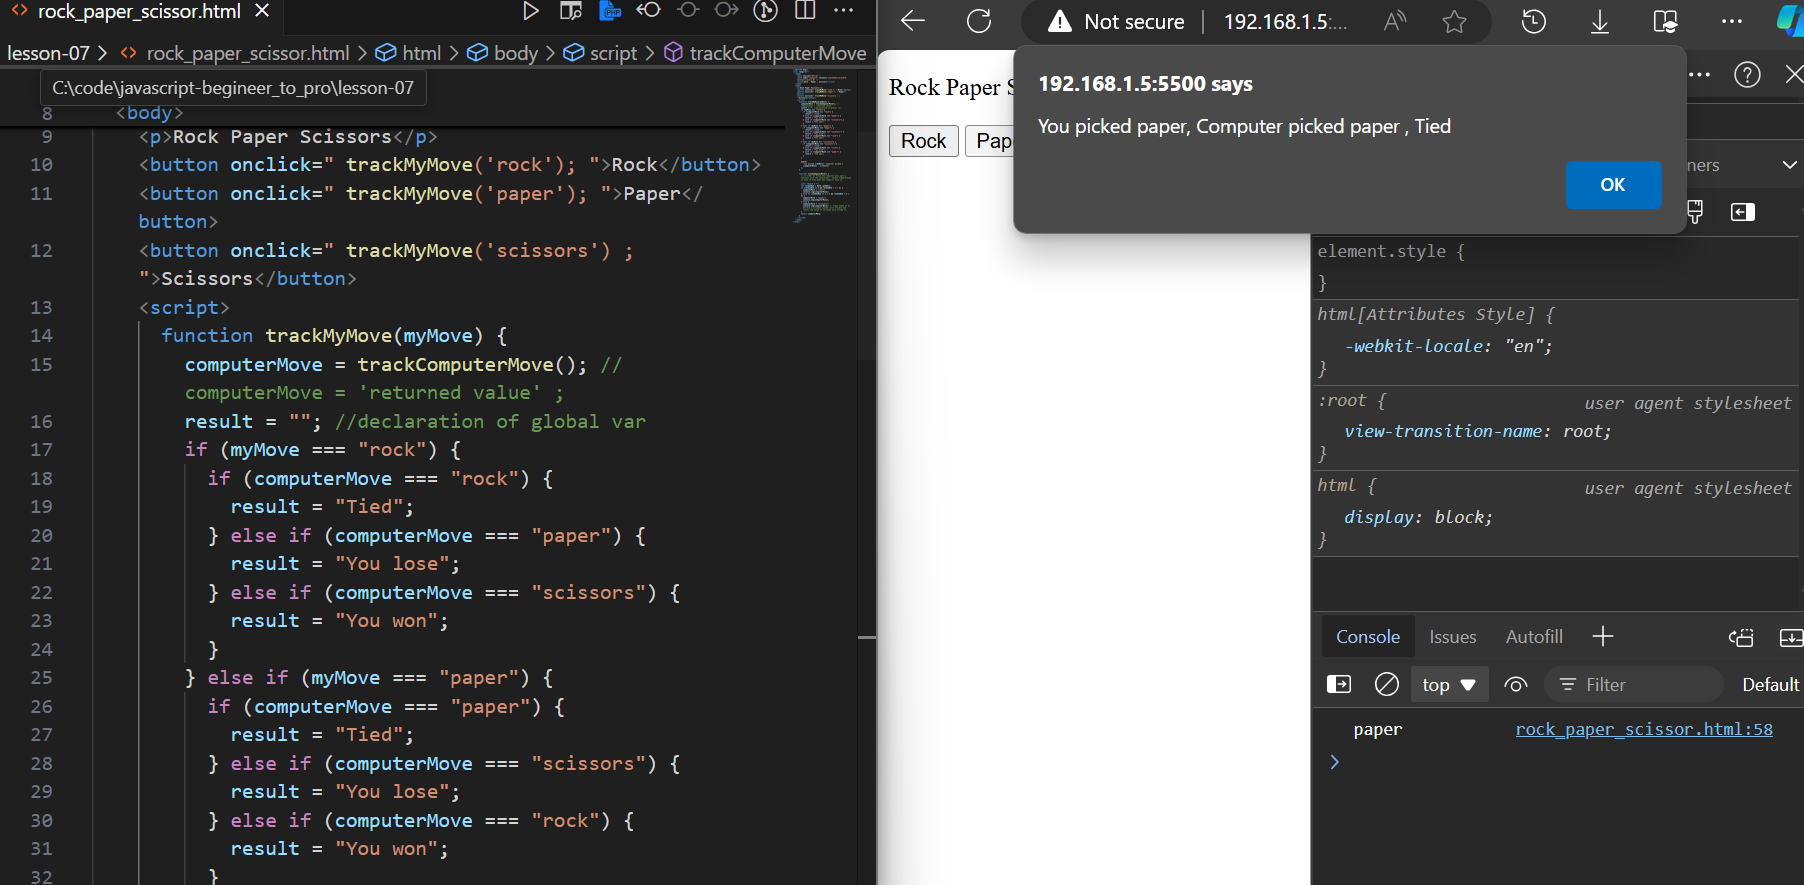 rock_paper_scissor.html
lesson-07 > rock_paper_scissor.html > html > body > script > trackComputerMove
C:\code\javascript-begineer_to_pro\lesson-07
8 <body>
9 <p>Rock Paper Scissors</p>
10 <button onclick=" trackMyMove('rock'); ">Rock</button>
11 <button onclick=" trackMyMove('paper'); ">Paper</
button>
12 <button onclick=" trackMyMove('scissors') ;
">Scissors</button>
13 <script>
14 function trackMyMove(myMove) {
15 computerMove = trackComputerMove(); //
computerMove = 'returned value' ;
16 result = ""; //declaration of global var
17 if (myMove === "rock") {
18 if (computerMove === "rock") {
19 result = "Tied";
20 } else if (computerMove === "paper") {
21 result = "You lose";
22 } else if (computerMove === "scissors") {
23 result = "You won";
24 }
25 } else if (myMove === "paper") {
26 if (computerMove === "paper") {
27 result = "Tied";
28 } else if (computerMove === "scissors") {
29 result = "You lose";
30 } else if (computerMove === "rock") {
31 result = "You won";
32 }
Not secure | 192.168.1.5:...
Rock Paper S
Rock Pap
192.168.1.5:5500 says
You picked paper, Computer picked paper , Tied
OK
ners
element.style {
}
html[Attributes Style] {
-webkit-locale: "en";
}
:root { user agent stylesheet
view-transition-name: root;
}
html { user agent stylesheet
display: block;
}
Console Issues Autofill
top Filter Default
paper rock_paper_scissor.html:58